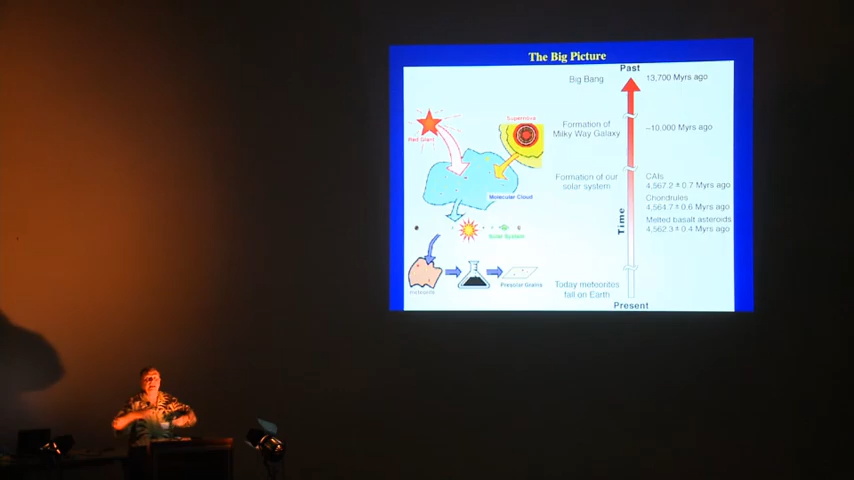 The Big Picture
Past
Big Bang
13,700 Myrs ago
Supernova
Red Giant
Formation of
Milky Way Galaxy
~10,000 Myrs ago
Molecular Cloud
Formation of our
solar system
CAIs
4,567.2 ± 0.7 Myrs ago
Chondrules
4,564.7 ± 0.6 Myrs ago
Melted basalt asteroids
4,562.3 ± 0.4 Myrs ago
Time
Solar System
meteorite
Presolar Grains
Today meteorites
fall on Earth
Present